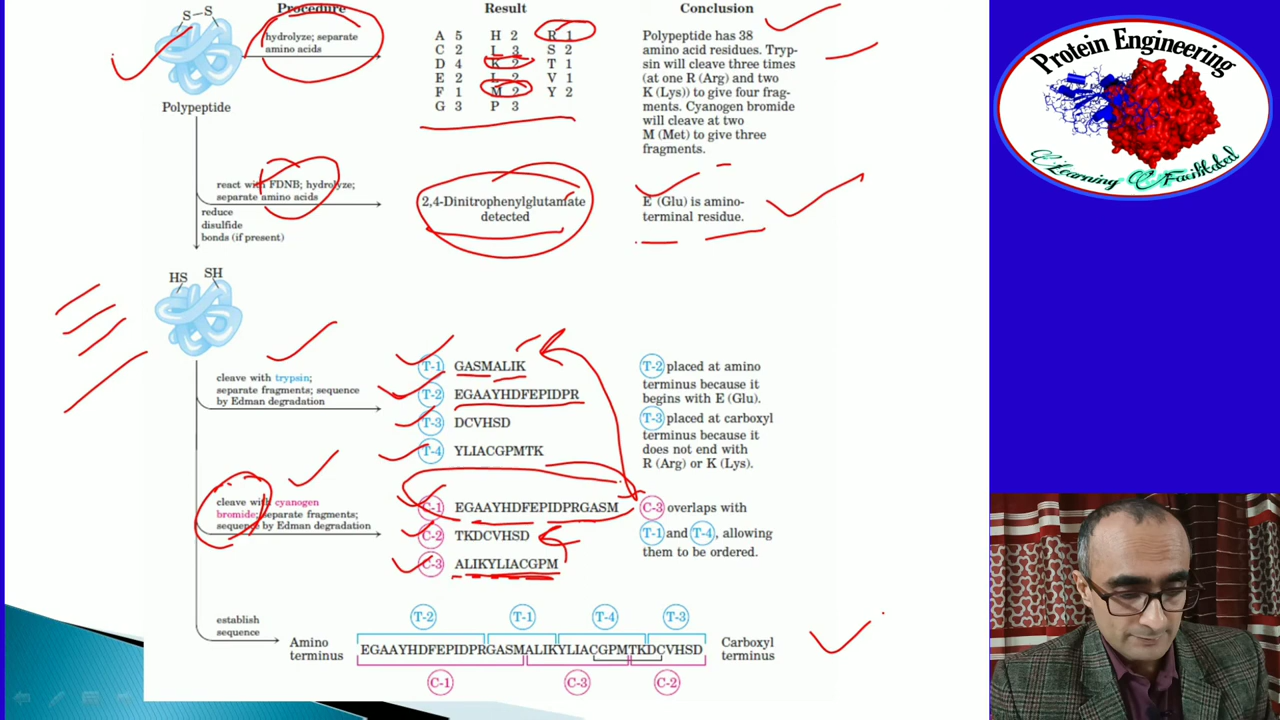 Procedure Result Conclusion
S—S
hydrolyze; separate
amino acids
A 5 H 2 R 1
C 2 L 3 S 2
D 4 K 2 T 1
E 2 I 2 V 1
F 1 M 2 Y 2
G 3 P 3
Polypeptide has 38
amino acid residues. Tryp-
sin will cleave three times
(at one R (Arg) and two
K (Lys)) to give four frag-
ments. Cyanogen bromide
will cleave at two
M (Met) to give three
fragments.
Polypeptide
react with FDNB; hydrolyze;
separate amino acids
2,4-Dinitrophenylglutamate
detected
E (Glu) is amino-
terminal residue.
reduce
disulfide
bonds (if present)
HS SH
cleave with trypsin;
separate fragments; sequence
by Edman degradation
T-1 GASMALIK
T-2 EGAAYHDFEPIDPR
T-3 DCVHSD
T-4 YLIACGPMTK
T-2 placed at amino
terminus because it
begins with E (Glu).
T-3 placed at carboxyl
terminus because it
does not end with
R (Arg) or K (Lys).
cleave with cyanogen
bromide; separate fragments;
sequence by Edman degradation
C-1 EGAAYHDFEPIDPRGASM
C-2 TKDCVHSD
C-3 ALIKYLIACGPM
C-3 overlaps with
T-1 and T-4, allowing
them to be ordered.
establish
sequence
T-2 T-1 T-4 T-3
Amino
terminus
EGAAYHDFEPIDPRGASMALIKYLIACGPMTKDCVHSD
Carboxyl
terminus
C-1 C-3 C-2
Protein Engineering
eLearning eFacilitated